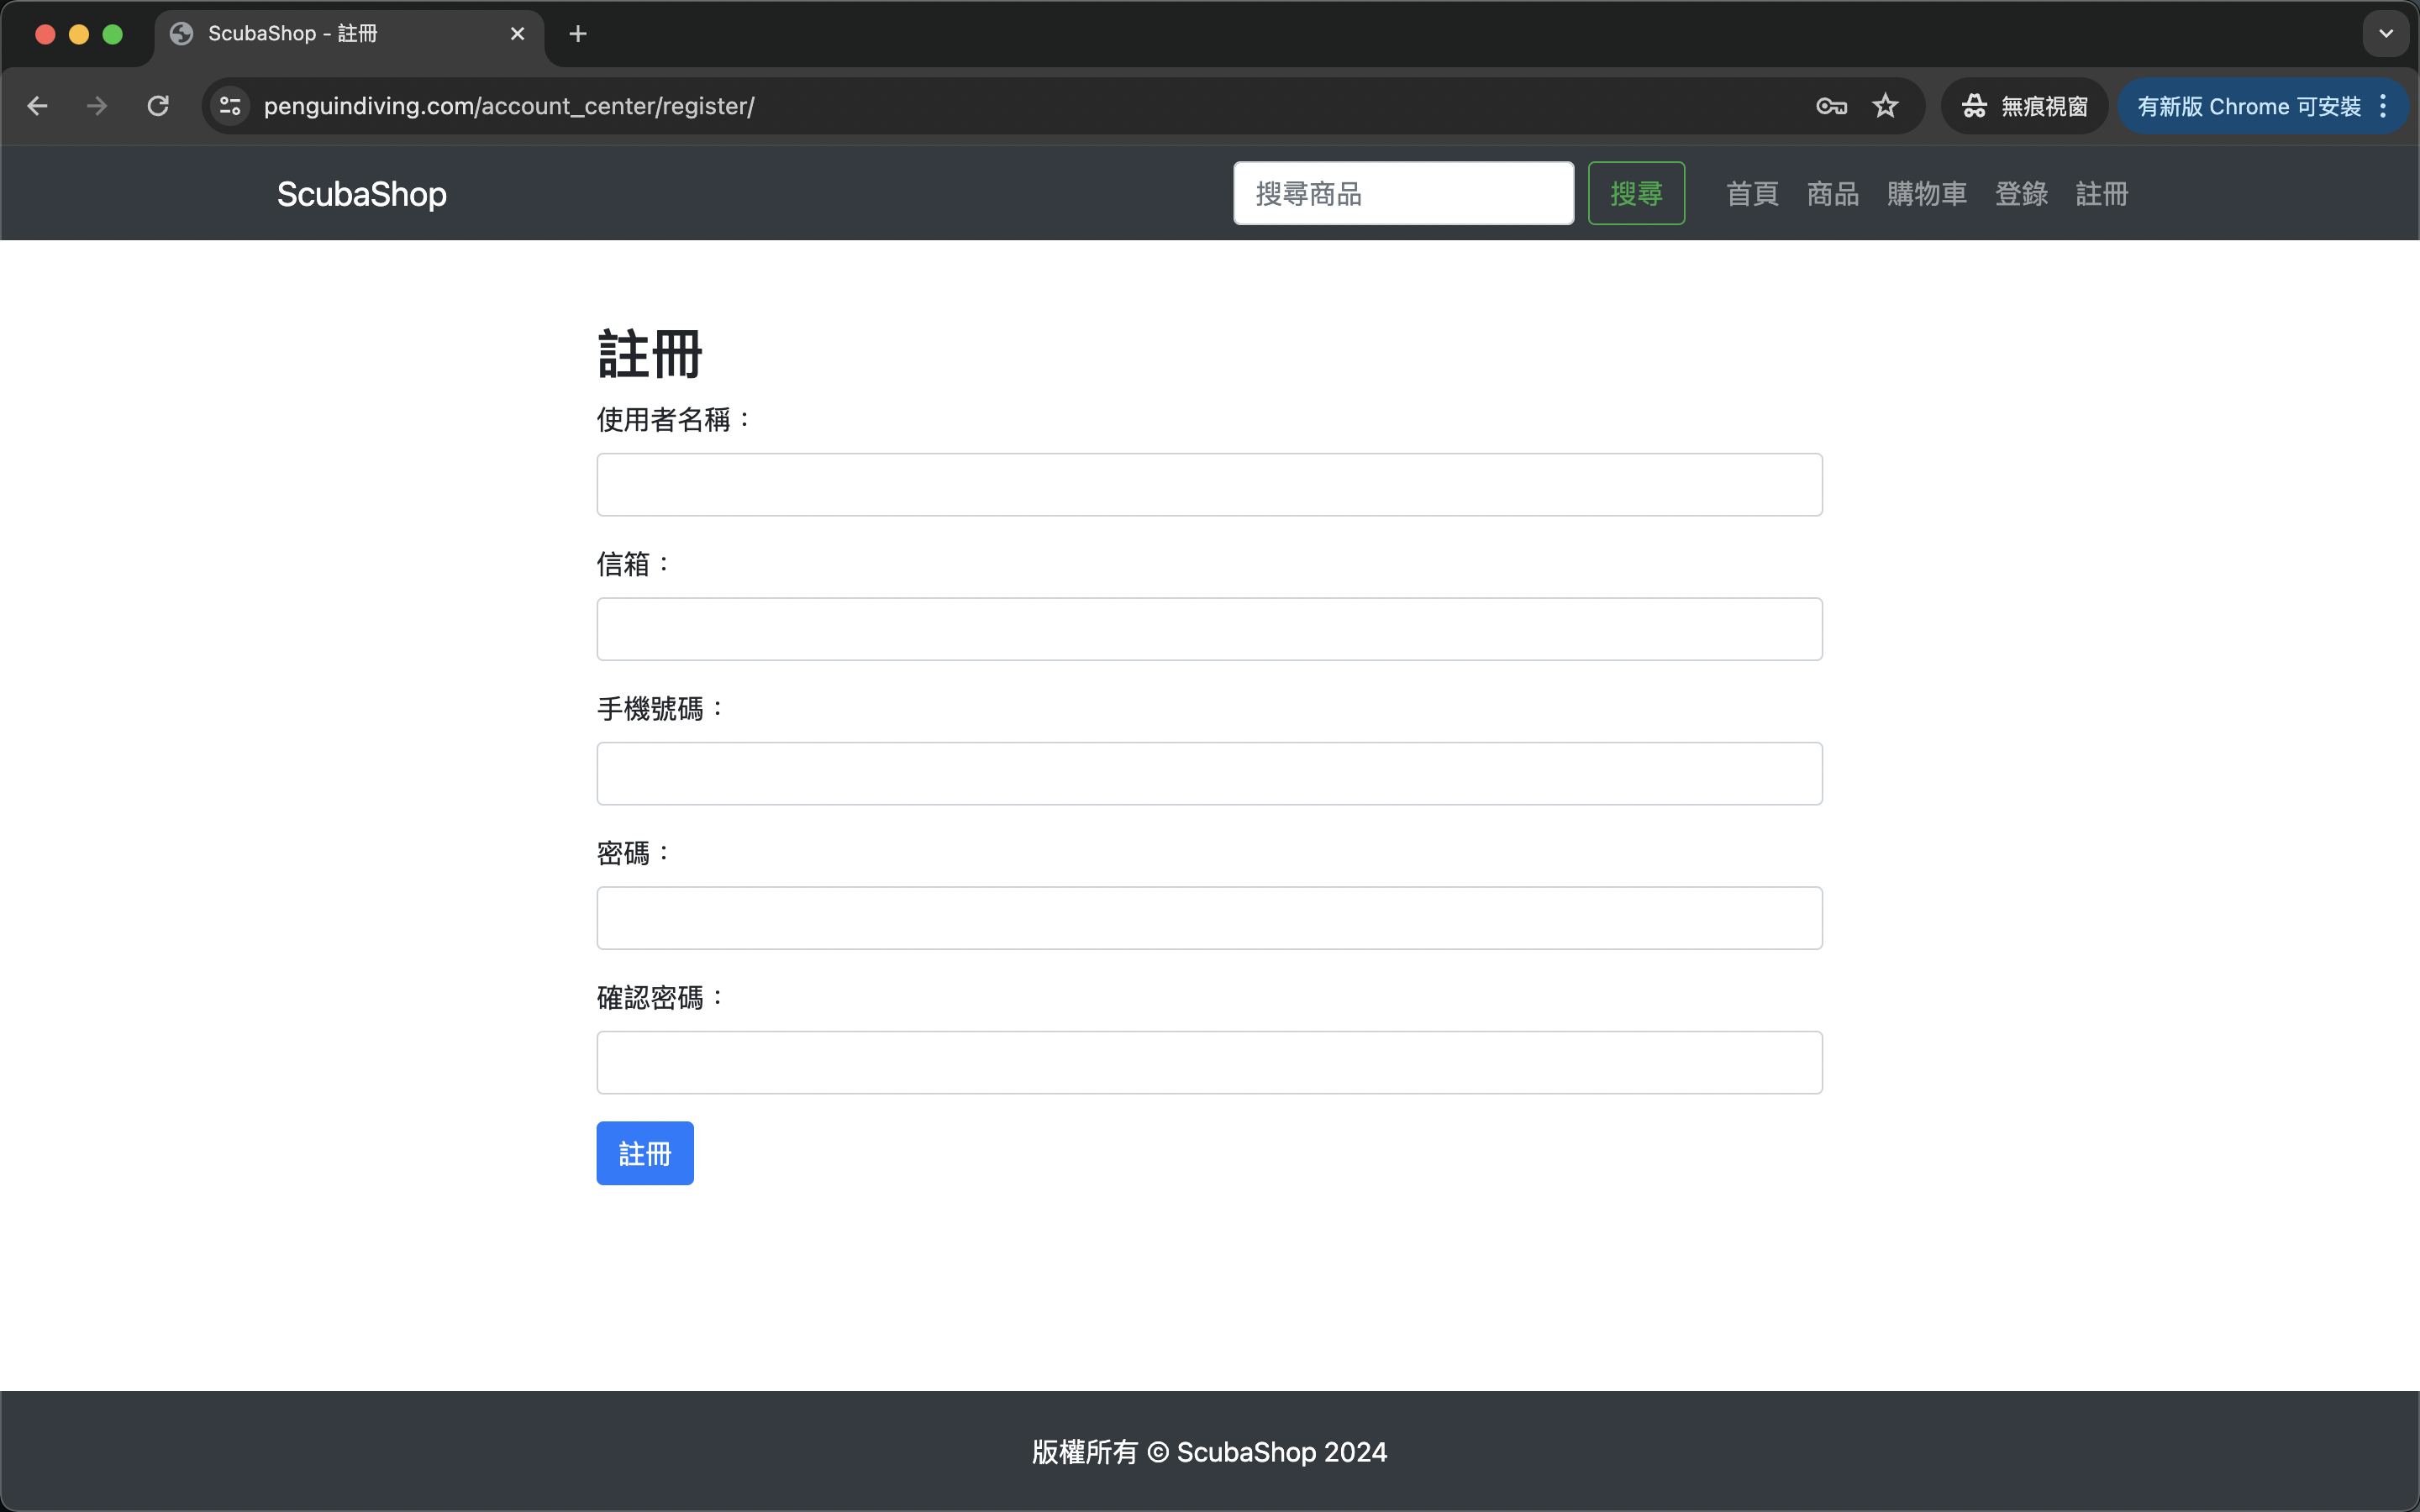 ScubaShop - 註冊
penguindiving.com/account_center/register/
無痕視窗
有新版 Chrome 可安裝
ScubaShop
搜尋商品
搜尋
首頁 商品 購物車 登錄 註冊
註冊
使用者名稱：
信箱：
手機號碼：
密碼：
確認密碼：
註冊
版權所有 © ScubaShop 2024